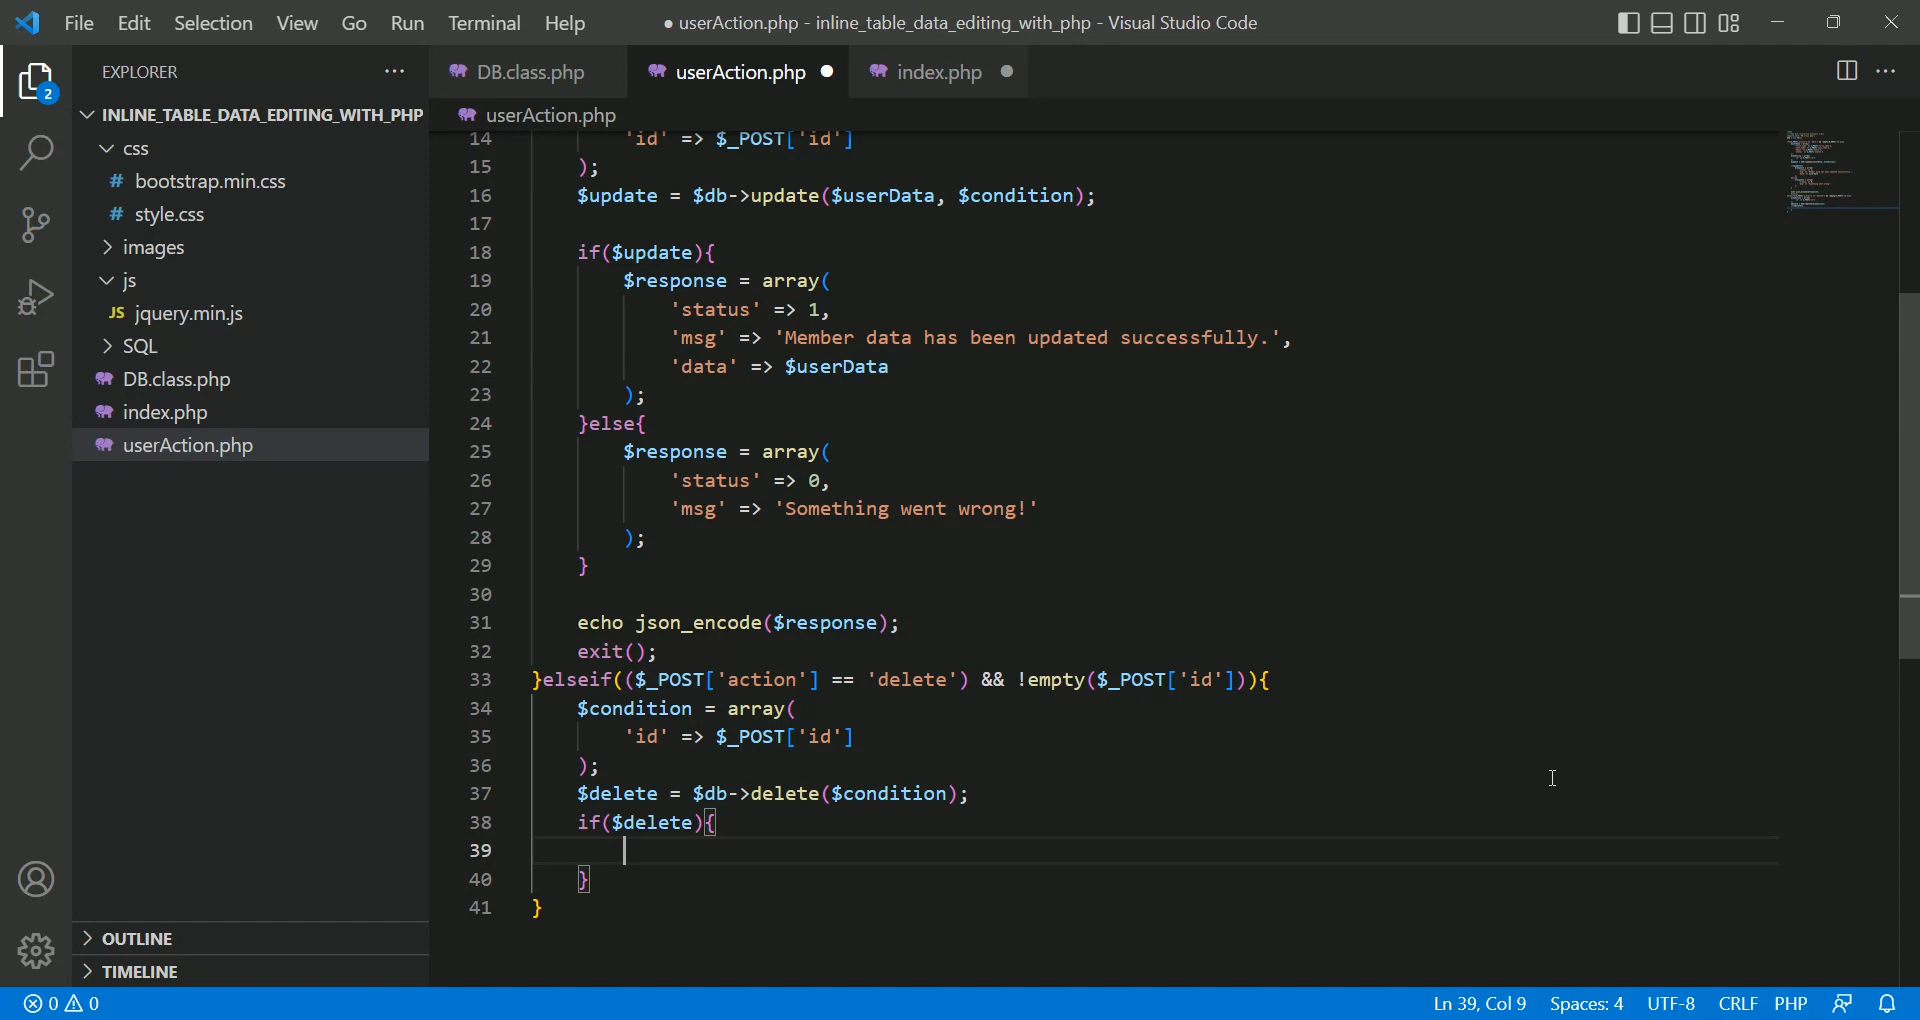 File Edit Selection View Go Run Terminal Help
● userAction.php - inline_table_data_editing_with_php - Visual Studio Code
EXPLORER
2
INLINE_TABLE_DATA_EDITING_WITH_PHP
css
# bootstrap.min.css
# style.css
images
js
JS jquery.min.js
SQL
DB.class.php
index.php
userAction.php
OUTLINE
TIMELINE
DB.class.php userAction.php ● index.php ●
userAction.php
14 'id' => $_POST['id']
15 );
16 $update = $db->update($userData, $condition);
17
18 if($update){
19 $response = array(
20 'status' => 1,
21 'msg' => 'Member data has been updated successfully.',
22 'data' => $userData
23 );
24 }else{
25 $response = array(
26 'status' => 0,
27 'msg' => 'Something went wrong!'
28 );
29 }
30
31 echo json_encode($response);
32 exit();
33 }elseif(($_POST['action'] == 'delete') && !empty($_POST['id'])){
34 $condition = array(
35 'id' => $_POST['id']
36 );
37 $delete = $db->delete($condition);
38 if($delete){
39
40 }
41 }
0 0
Ln 39, Col 9 Spaces: 4 UTF-8 CRLF PHP